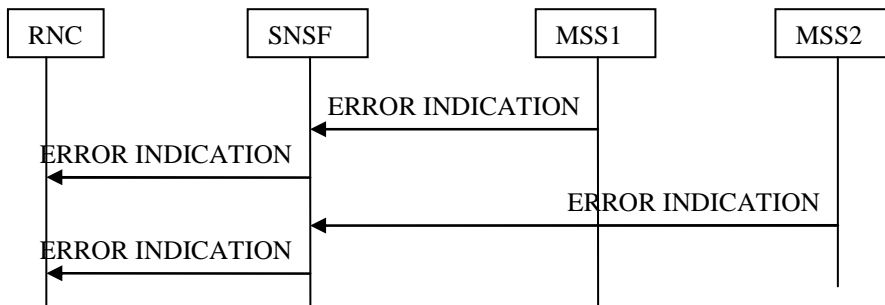 RNC
SNSF
MSS1
MSS2
ERROR INDICATION
ERROR INDICATION
ERROR INDICATION
ERROR INDICATION